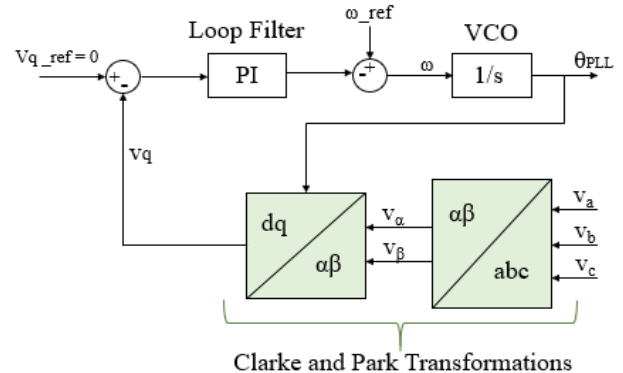 Loop Filter
ω_ref
VCO
Vq_ref = 0
+
-
PI
-
+
ω
1/s
θPLL
vq
dq
αβ
vα
vβ
αβ
abc
va
vb
vc
Clarke and Park Transformations